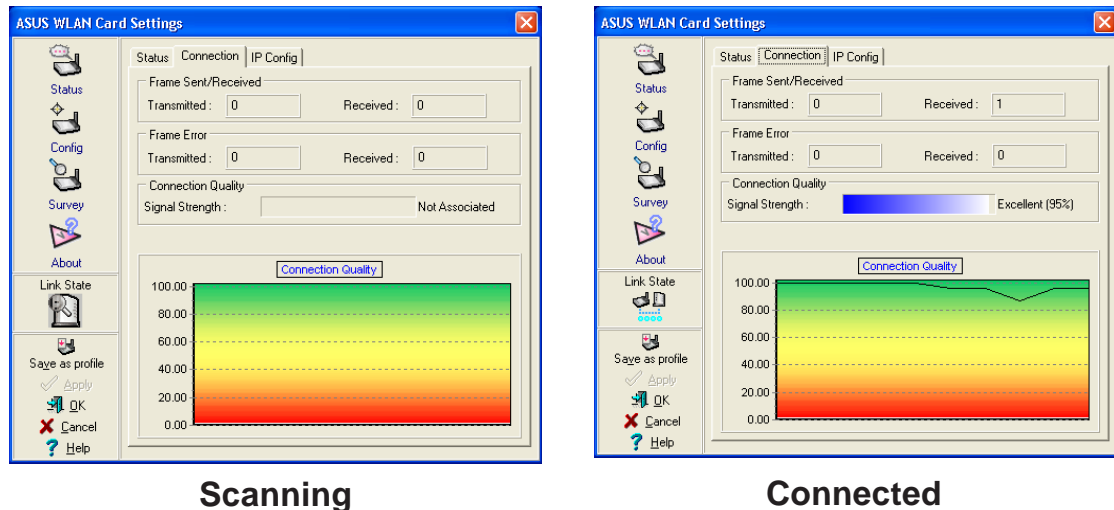 ASUS WLAN Card Settings
Status
Config
Survey
About
Link State
Save as profile
Apply
OK
Cancel
Help
Status Connection IP Config
Frame Sent/Received
Transmitted : 0 Received : 0
Frame Error
Transmitted : 0 Received : 0
Connection Quality
Signal Strength : Not Associated
Connection Quality
100.00
80.00
60.00
40.00
20.00
0.00
Scanning
ASUS WLAN Card Settings
Status
Config
Survey
About
Link State
Save as profile
Apply
OK
Cancel
Help
Status Connection IP Config
Frame Sent/Received
Transmitted : 0 Received : 1
Frame Error
Transmitted : 0 Received : 0
Connection Quality
Signal Strength : Excellent (95%)
Connection Quality
100.00
80.00
60.00
40.00
20.00
0.00
Connected